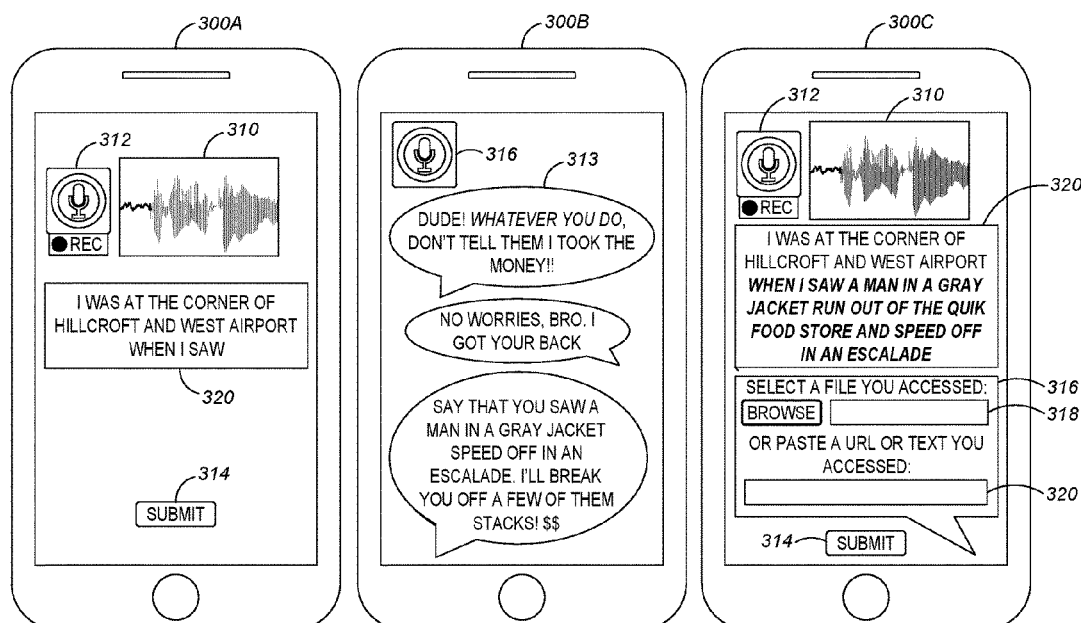 300A
312
310
REC
I WAS AT THE CORNER OF
HILLCROFT AND WEST AIRPORT
WHEN I SAW
320
314
SUBMIT
300B
316
313
DUDE! WHATEVER YOU DO,
DON'T TELL THEM I TOOK THE
MONEY!!
NO WORRIES, BRO. I
GOT YOUR BACK
SAY THAT YOU SAW A
MAN IN A GRAY JACKET
SPEED OFF IN AN
ESCALADE. I'LL BREAK
YOU OFF A FEW OF THEM
STACKS! $$
300C
312
310
REC
320
I WAS AT THE CORNER OF
HILLCROFT AND WEST AIRPORT
WHEN I SAW A MAN IN A GRAY
JACKET RUN OUT OF THE QUIK
FOOD STORE AND SPEED OFF
IN AN ESCALADE
SELECT A FILE YOU ACCESSED:
316
BROWSE
318
OR PASTE A URL OR TEXT YOU
ACCESSED:
320
314
SUBMIT